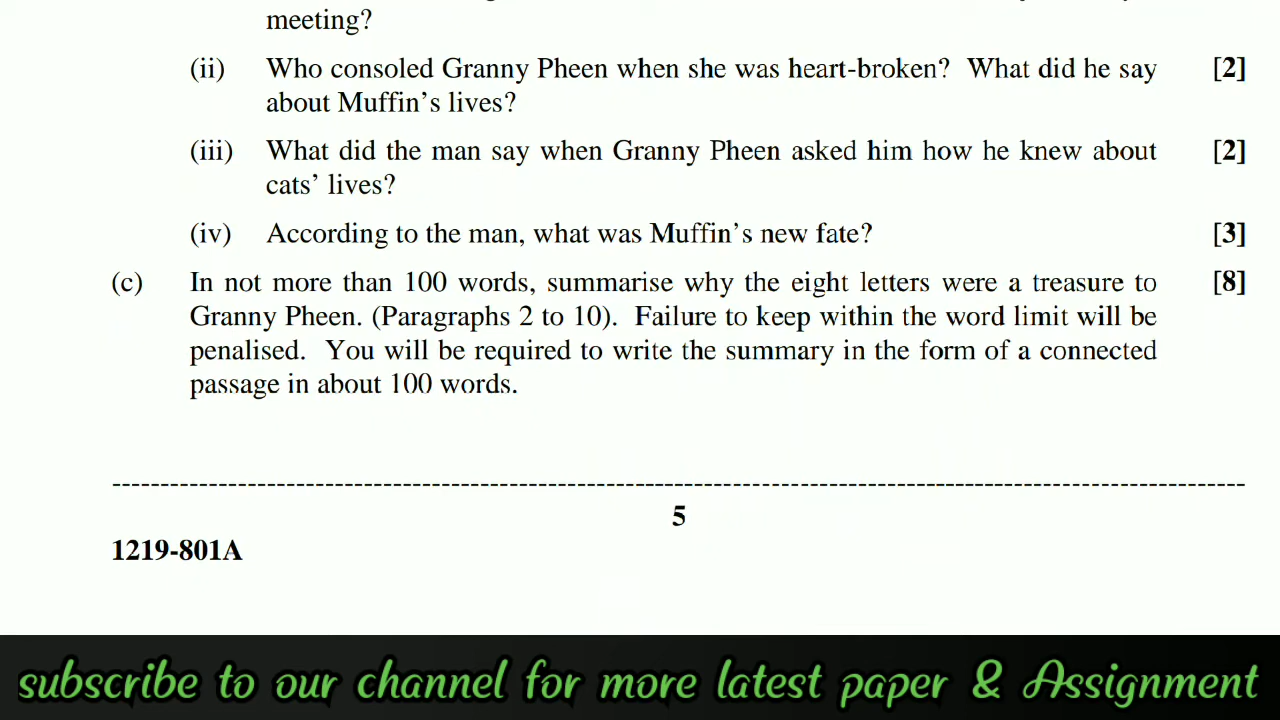 meeting?
(ii) Who consoled Granny Pheen when she was heart-broken? What did he say [2]
about Muffin's lives?
(iii) What did the man say when Granny Pheen asked him how he knew about [2]
cats' lives?
(iv) According to the man, what was Muffin's new fate? [3]
(c) In not more than 100 words, summarise why the eight letters were a treasure to [8]
Granny Pheen. (Paragraphs 2 to 10). Failure to keep within the word limit will be
penalised. You will be required to write the summary in the form of a connected
passage in about 100 words.
5
1219-801A
subscribe to our channel for more latest paper & Assignment